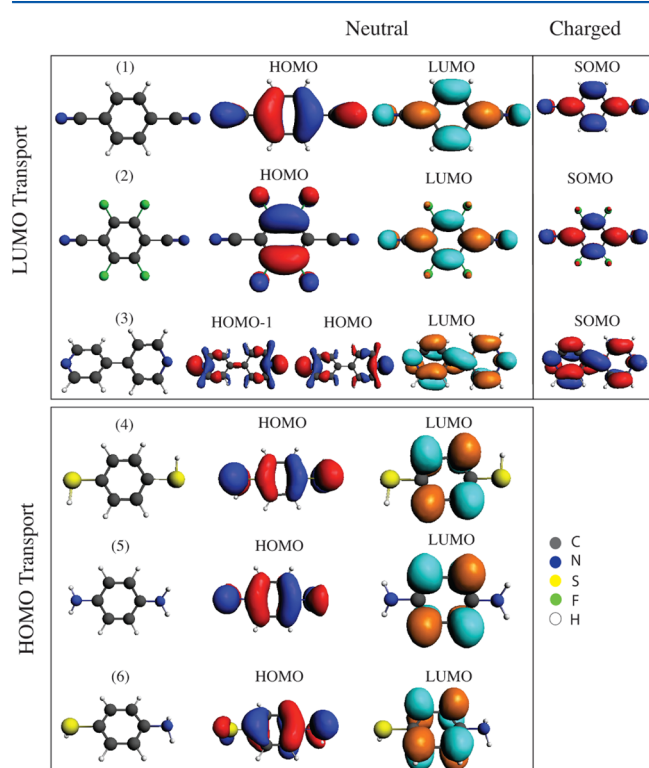 Neutral Charged
LUMO Transport
(1) HOMO LUMO SOMO
(2) HOMO LUMO SOMO
(3) HOMO-1 HOMO LUMO SOMO
HOMO Transport
(4) HOMO LUMO
(5) HOMO LUMO
(6) HOMO LUMO
C
N
S
F
H